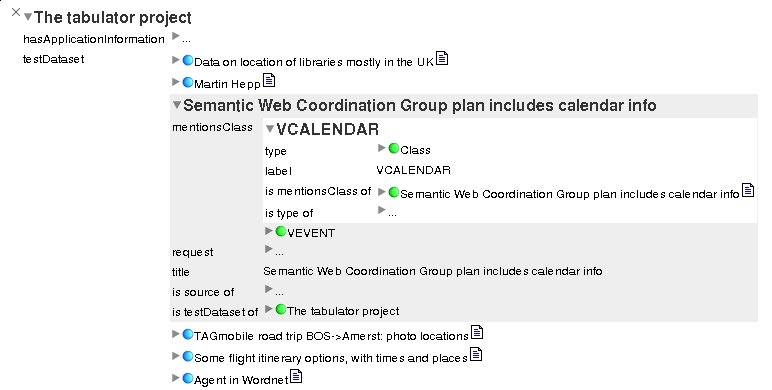 The tabulator project
hasApplicationInformation ...
testDataset Data on location of libraries mostly in the UK
Martin Hepp
Semantic Web Coordination Group plan includes calendar info
mentionsClass VCALENDAR
type Class
label VCALENDAR
is mentionsClass of Semantic Web Coordination Group plan includes calendar info
is type of ...
VEVENT
request ...
title Semantic Web Coordination Group plan includes calendar info
is source of ...
is testDataset of The tabulator project
TAGmobile road trip BOS->Amerst: photo locations
Some flight itinerary options, with times and places
Agent in Wordnet